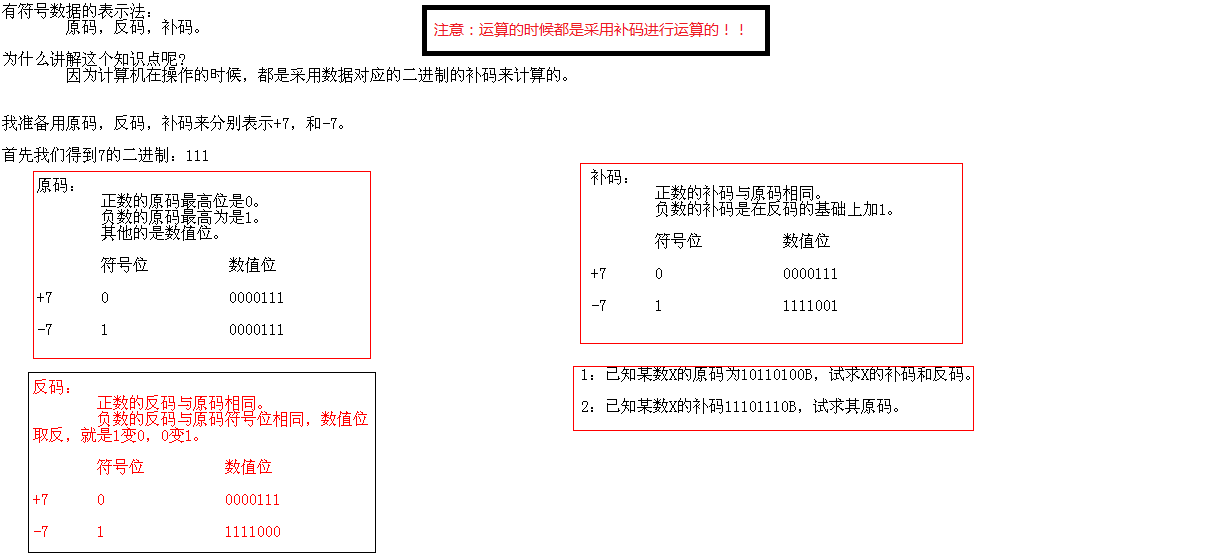 有符号数据的表示法：
原码，反码，补码。
注意：运算的时候都是采用补码进行运算的！！
为什么讲解这个知识点呢?
因为计算机在操作的时候，都是采用数据对应的二进制的补码来计算的。
我准备用原码，反码，补码来分别表示+7，和-7。
首先我们得到7的二进制：111
原码：
正数的原码最高位是0。
负数的原码最高为是1。
其他的是数值位。
符号位 数值位
+7 0 0000111
-7 1 0000111
反码：
正数的反码与原码相同。
负数的反码与原码符号位相同，数值位
取反，就是1变0，0变1。
符号位 数值位
+7 0 0000111
-7 1 1111000
补码：
正数的补码与原码相同。
负数的补码是在反码的基础上加1。
符号位 数值位
+7 0 0000111
-7 1 1111001
1：已知某数X的原码为10110100B，试求X的补码和反码。
2：已知某数X的补码11101110B，试求其原码。